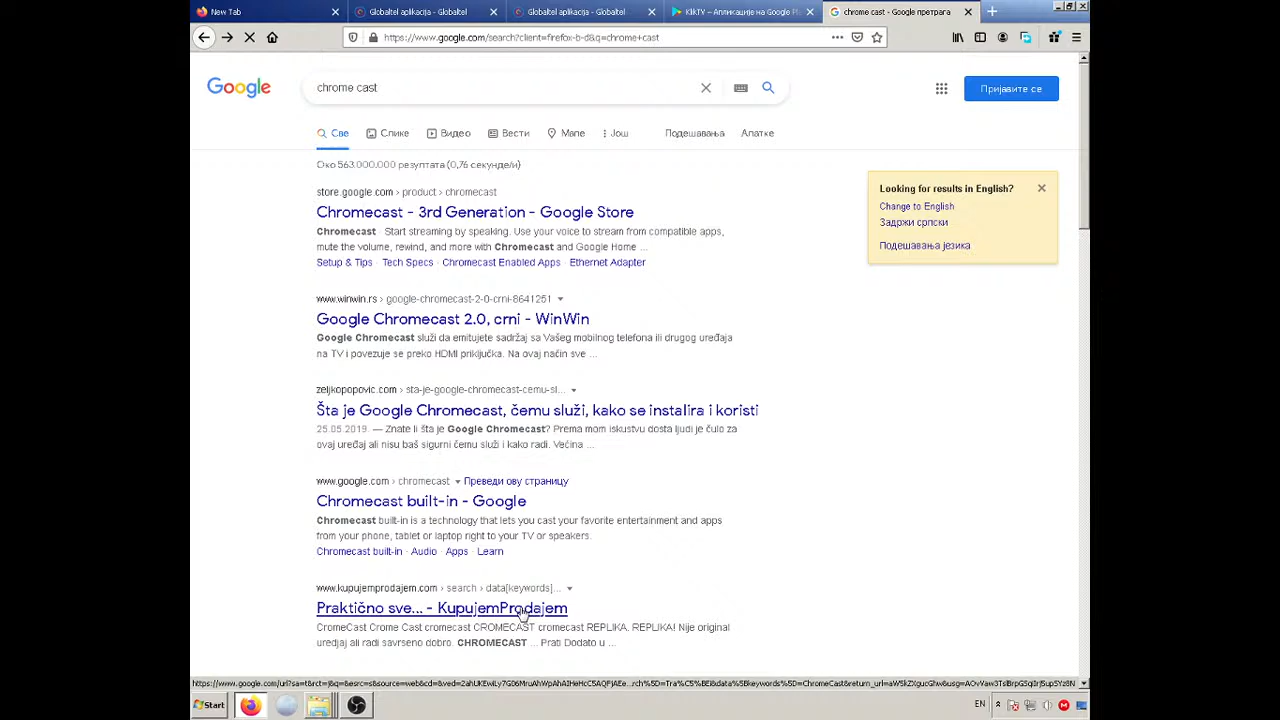 New Tab
Globaltel aplikacija - Globaltel
Globaltel aplikacija - Globaltel
KlikTV – Апликације на Google Pl
chrome cast - Google претрага
https://www.google.com/search?client=firefox-b-d&q=chrome+cast
Google
chrome cast
Пријавите се
Све
Слике
Видео
Вести
Мапе
Још
Подешавања
Алатке
Око 563.000.000 резултата (0,76 секунде/и)
Looking for results in English?
Change to English
Задржи српски
Подешавања језика
store.google.com › product › chromecast
Chromecast - 3rd Generation - Google Store
Chromecast · Start streaming by speaking. Use your voice to stream from compatible apps,
mute the volume, rewind, and more with Chromecast and Google Home ...
Setup & Tips · Tech Specs · Chromecast Enabled Apps · Ethernet Adapter
www.winwin.rs › google-chromecast-2-0-crni-8641251
Google Chromecast 2.0, crni - WinWin
Google Chromecast služi da emitujete sadržaj sa Vašeg mobilnog telefona ili drugog uređaja
na TV i povezuje se preko HDMI priključka. Na ovaj način sve ...
zeljkopopovic.com › sta-je-google-chromecast-cemu-sl...
Šta je Google Chromecast, čemu služi, kako se instalira i koristi
25.05.2019. — Znate li šta je Google Chromecast? Prema mom iskustvu dosta ljudi je čulo za
ovaj uređaj ali nisu baš sigurni čemu služi i kako radi. Većina ...
www.google.com › chromecast
Преведи ову страницу
Chromecast built-in - Google
Chromecast built-in is a technology that lets you cast your favorite entertainment and apps
from your phone, tablet or laptop right to your TV or speakers.
Chromecast built-in · Audio · Apps · Learn
www.kupujemprodajem.com › search › data[keywords]...
Praktično sve... - KupujemProdajem
CromeCast Crome Cast cromecast CROMECAST cromecast REPLIKA. REPLIKA! Nije original
uredjaj ali radi savrseno dobro. CHROMECAST ... Prati Dodato u ...
Start
EN